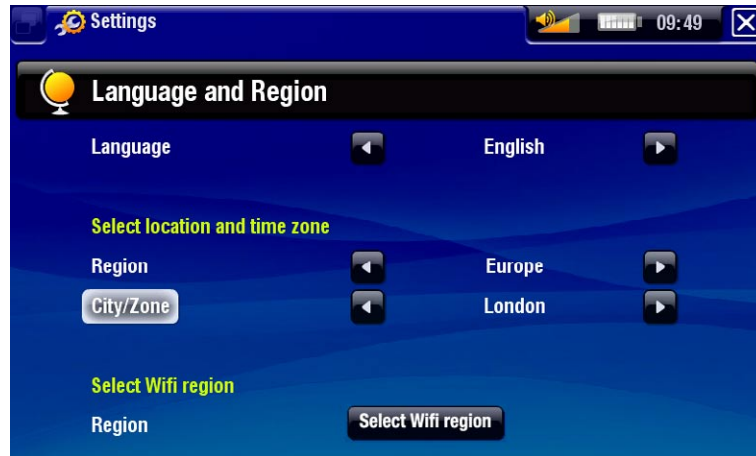 Settings 09:49
Language and Region
Language English
Select location and time zone
Region Europe
City/Zone London
Select Wifi region
Region Select Wifi region